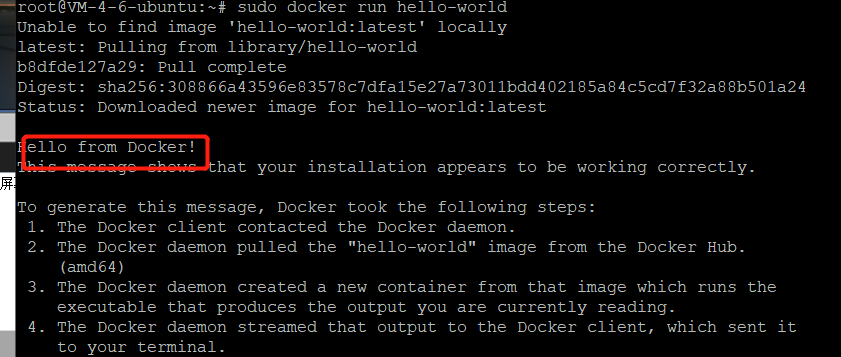 root@VM-4-6-ubuntu:~# sudo docker run hello-world
Unable to find image 'hello-world:latest' locally
latest: Pulling from library/hello-world
b8dfde127a29: Pull complete
Digest: sha256:308866a43596e83578c7dfa15e27a73011bdd402185a84c5cd7f32a88b501a24
Status: Downloaded newer image for hello-world:latest
Hello from Docker!
This message shows that your installation appears to be working correctly.
屏
To generate this message, Docker took the following steps:
1. The Docker client contacted the Docker daemon.
2. The Docker daemon pulled the "hello-world" image from the Docker Hub.
(amd64)
3. The Docker daemon created a new container from that image which runs the
executable that produces the output you are currently reading.
4. The Docker daemon streamed that output to the Docker client, which sent it
to your terminal.